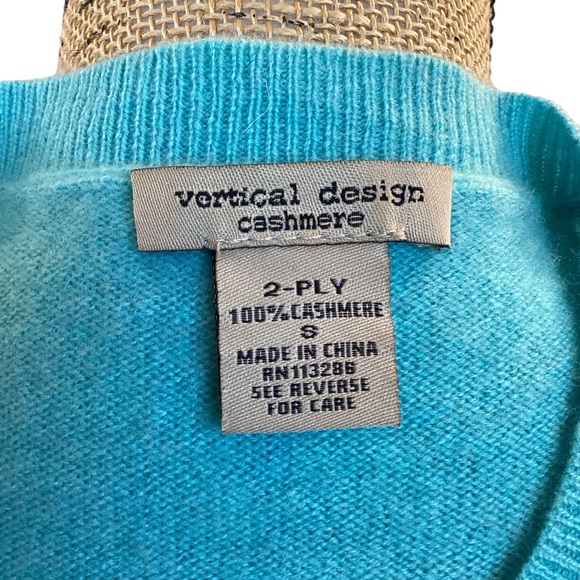 vertical design
cashmere
2-PLY
100%CASHMERE
S
MADE IN CHINA
RN113286
SEE REVERSE
FOR CARE